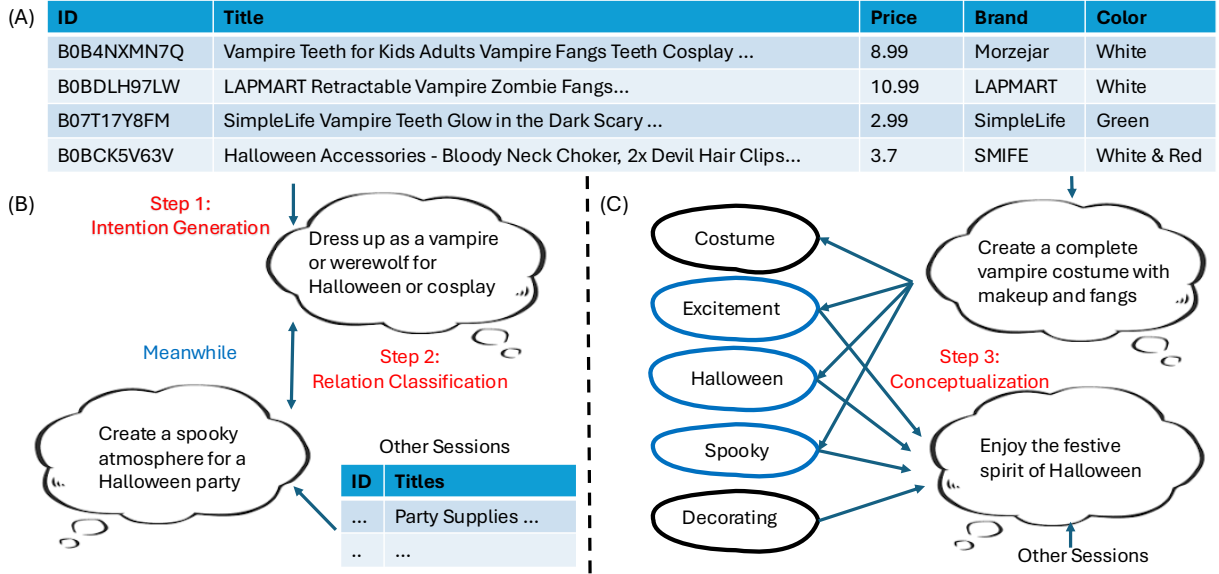 (A)
ID Title Price Brand Color
B0B4NXMN7Q Vampire Teeth for Kids Adults Vampire Fangs Teeth Cosplay ... 8.99 Morzejar White
B0BDLH97LW LAPMART Retractable Vampire Zombie Fangs... 10.99 LAPMART White
B07T17Y8FM SimpleLife Vampire Teeth Glow in the Dark Scary ... 2.99 SimpleLife Green
B0BCK5V63V Halloween Accessories - Bloody Neck Choker, 2x Devil Hair Clips... 3.7 SMIFE White & Red
(B)
Step 1:
Intention Generation
Dress up as a vampire
or werewolf for
Halloween or cosplay
Meanwhile
Step 2:
Relation Classification
Create a spooky
atmosphere for a
Halloween party
Other Sessions
ID Titles
... Party Supplies ...
.. ...
(C)
Costume
Excitement
Halloween
Spooky
Decorating
Create a complete
vampire costume with
makeup and fangs
Step 3:
Conceptualization
Enjoy the festive
spirit of Halloween
Other Sessions